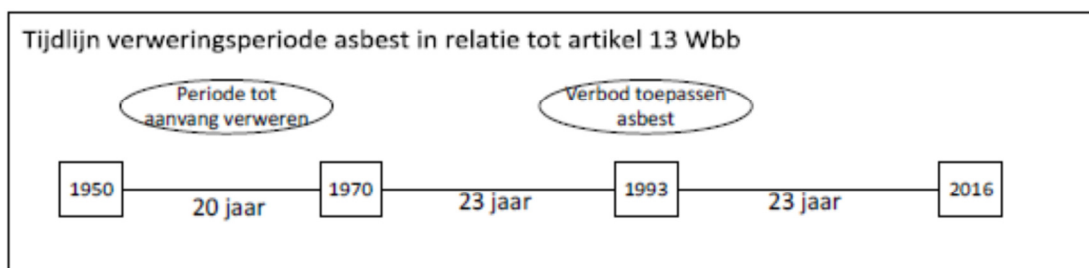 Tijdlijn verweringsperiode asbest in relatie tot artikel 13 Wbb
Periode tot
aanvang verweren
Verbod toepassen
asbest
1950
1970
1993
2016
20 jaar
23 jaar
23 jaar